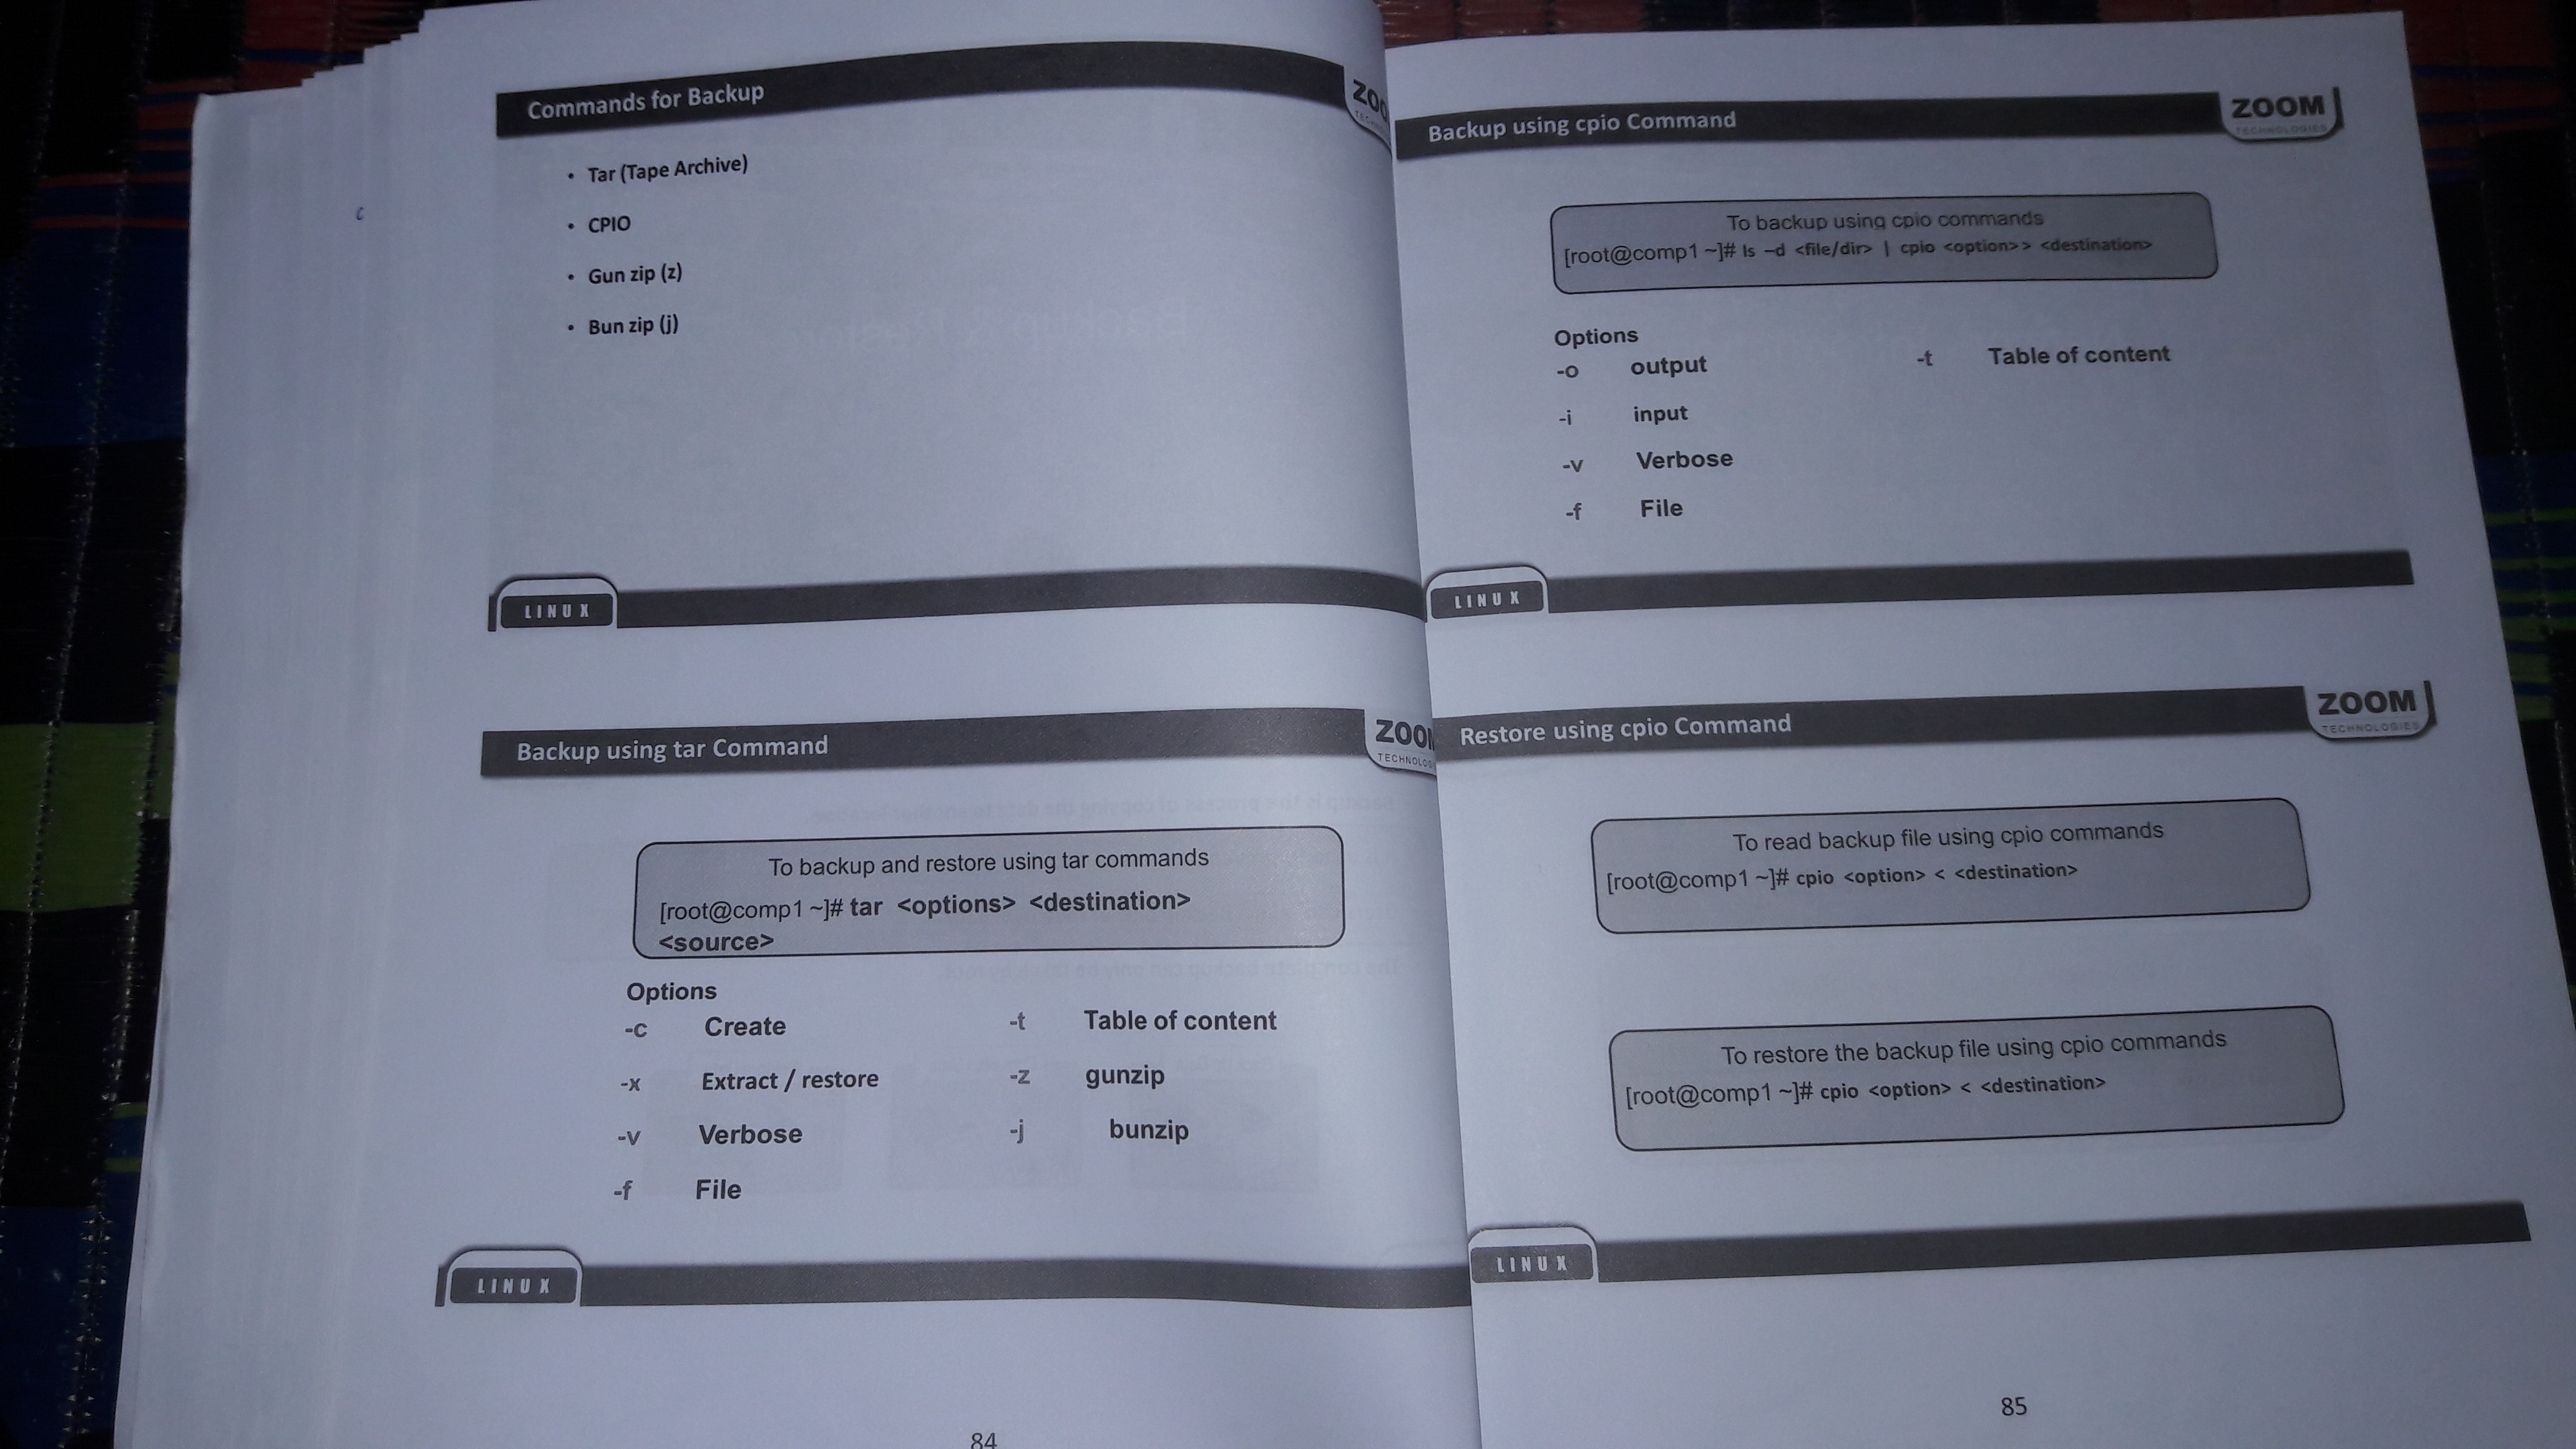 Commands for Backup
ZOO
• Tar (Tape Archive)
• CPIO
• Gun zip (z)
• Bun zip (j)
LINUX
Backup using tar Command
ZOO
TECHNOLOG
To backup and restore using tar commands
[root@comp1 ~]# tar <options> <destination>
<source>
Options
-c Create -t Table of content
-x Extract / restore -z gunzip
-v Verbose -j bunzip
-f File
LINUX
84
Backup using cpio Command
ZOOM
TECHNOLOGIES
To backup using cpio commands
[root@comp1 ~]# ls –d <file/dir> | cpio <option>> <destination>
Options
-o output -t Table of content
-i input
-v Verbose
-f File
LINUX
Restore using cpio Command
ZOOM
TECHNOLOGIES
To read backup file using cpio commands
[root@comp1 ~]# cpio <option> < <destination>
To restore the backup file using cpio commands
[root@comp1 ~]# cpio <option> < <destination>
LINUX
85